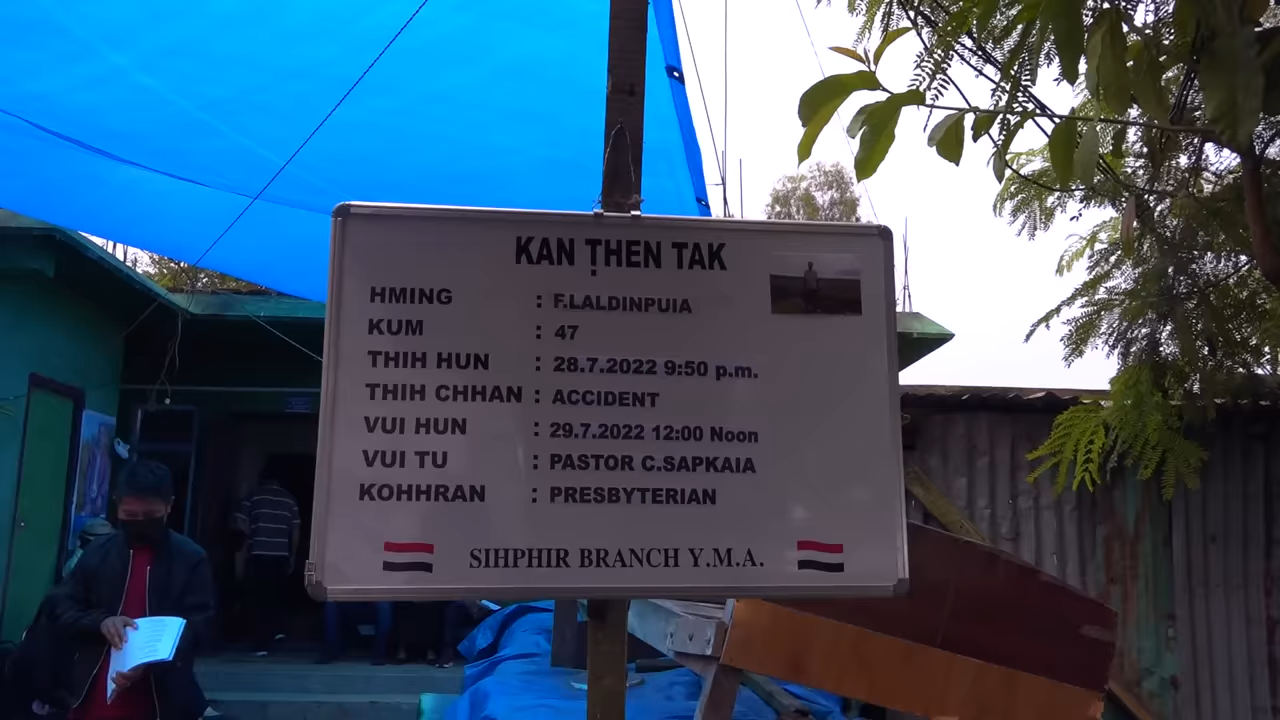 KAN ṬHEN TAK
HMING : F.LALDINPUIA
KUM : 47
THIH HUN : 28.7.2022 9:50 p.m.
THIH CHHAN : ACCIDENT
VUI HUN : 29.7.2022 12:00 Noon
VUI TU : PASTOR C.SAPKAIA
KOHHRAN : PRESBYTERIAN
SIHPHIR BRANCH Y.M.A.